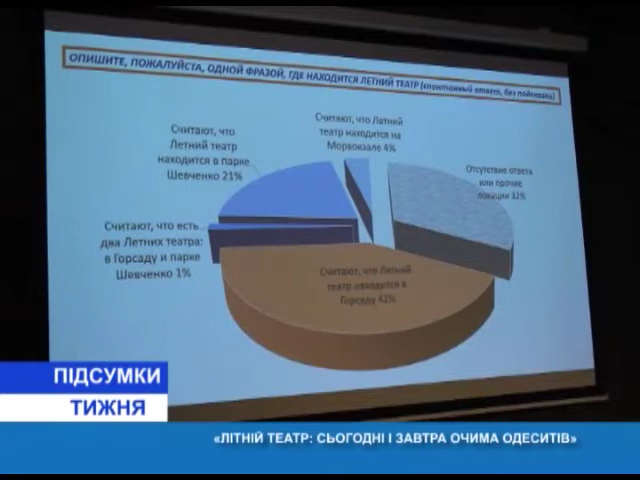 ОПИШИТЕ, ПОЖАЛУЙСТА, ОДНОЙ ФРАЗОЙ, ГДЕ НАХОДИТСЯ ЛЕТНИЙ ТЕАТР (спонтанный ответ, без подсказки)
Считают, что
Летний театр
находится в парке
Шевченко 21%
Считают, что Летний
театр находится на
Морвокзале 4%
Отсутствие ответа
или прочие
локации 32%
Считают, что есть
два Летних театра:
в Горсаду и парке
Шевченко 1%
Считают, что Летний
театр находится в
Горсаду 42%
ПІДСУМКИ
ТИЖНЯ
«ЛІТНІЙ ТЕАТР: СЬОГОДНІ І ЗАВТРА ОЧИМА ОДЕСИТІВ»